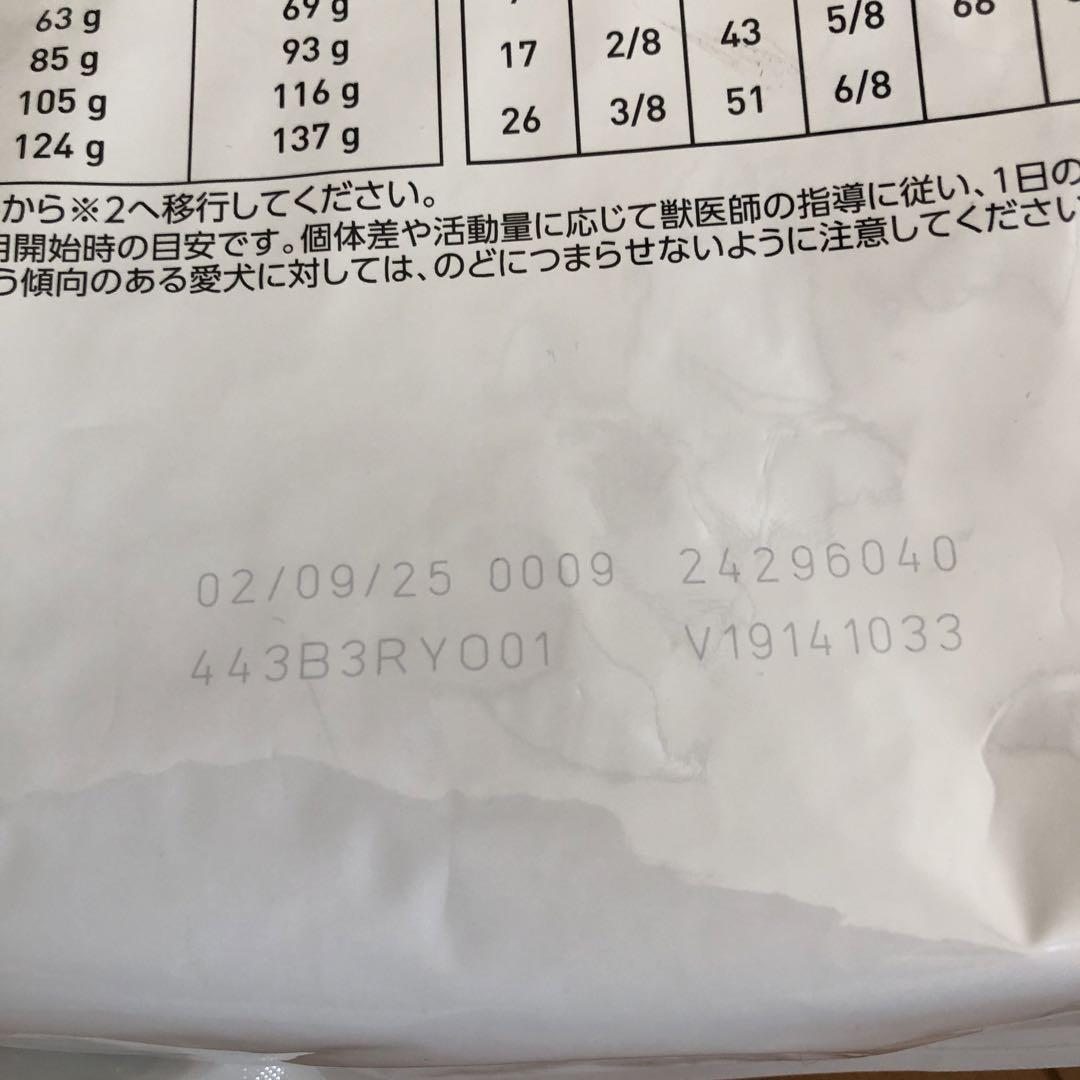 63 g 69 g
85 g 93 g 17 2/8 43 5/8
105 g 116 g 26 3/8 51 6/8
124 g 137 g
から※2へ移行してください。
開始時の目安です。個体差や活動量に応じて獣医師の指導に従い、1日の
傾向のある愛犬に対しては、のどにつまらせないように注意してください
02/09/25 0009 24296040
443B3RY001 V19141033